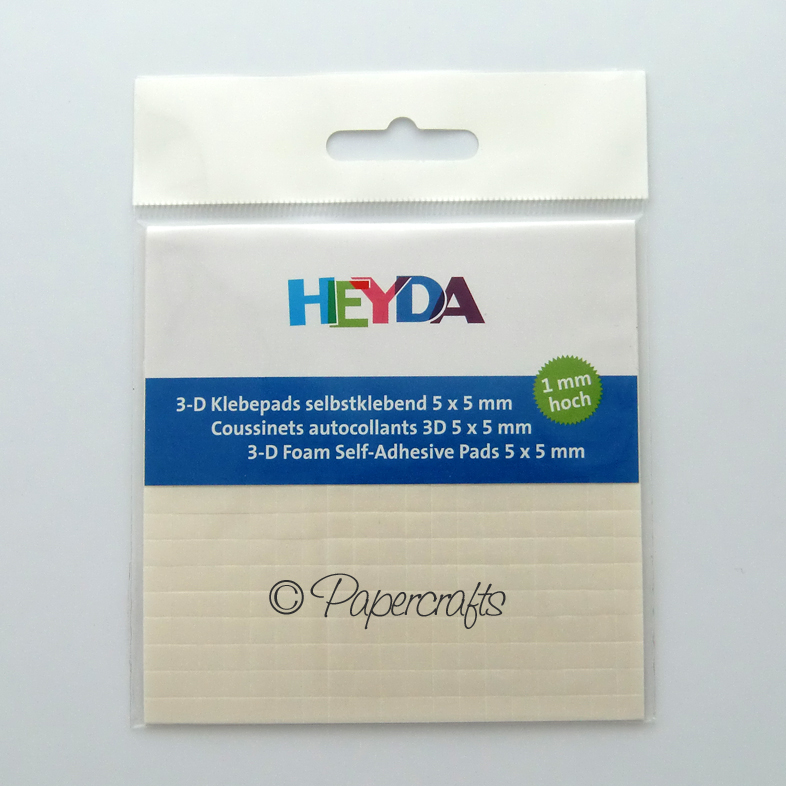 HEYDA
3-D Klebepads selbstklebend 5 x 5 mm
Coussinets autocollants 3D 5 x 5 mm
3-D Foam Self-Adhesive Pads 5 x 5 mm
1 mm
hoch
© Papercrafts